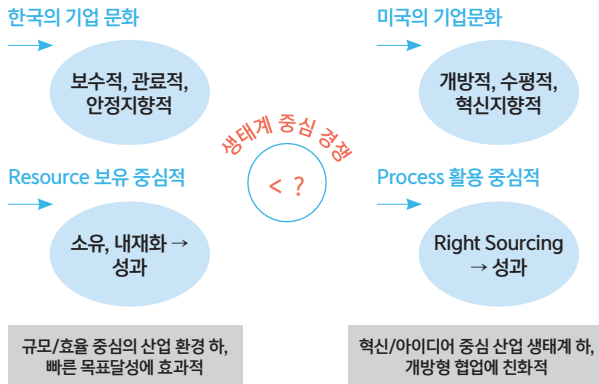 한국의 기업 문화
보수적, 관료적,
안정지향적
Resource 보유 중심적
소유, 내재화 →
성과
규모/효율 중심의 산업 환경 하,
빠른 목표달성에 효과적
생태계 중심 경쟁
< ?
미국의 기업문화
개방적, 수평적,
혁신지향적
Process 활용 중심적
Right Sourcing
→ 성과
혁신/아이디어 중심 산업 생태계 하,
개방형 협업에 친화적